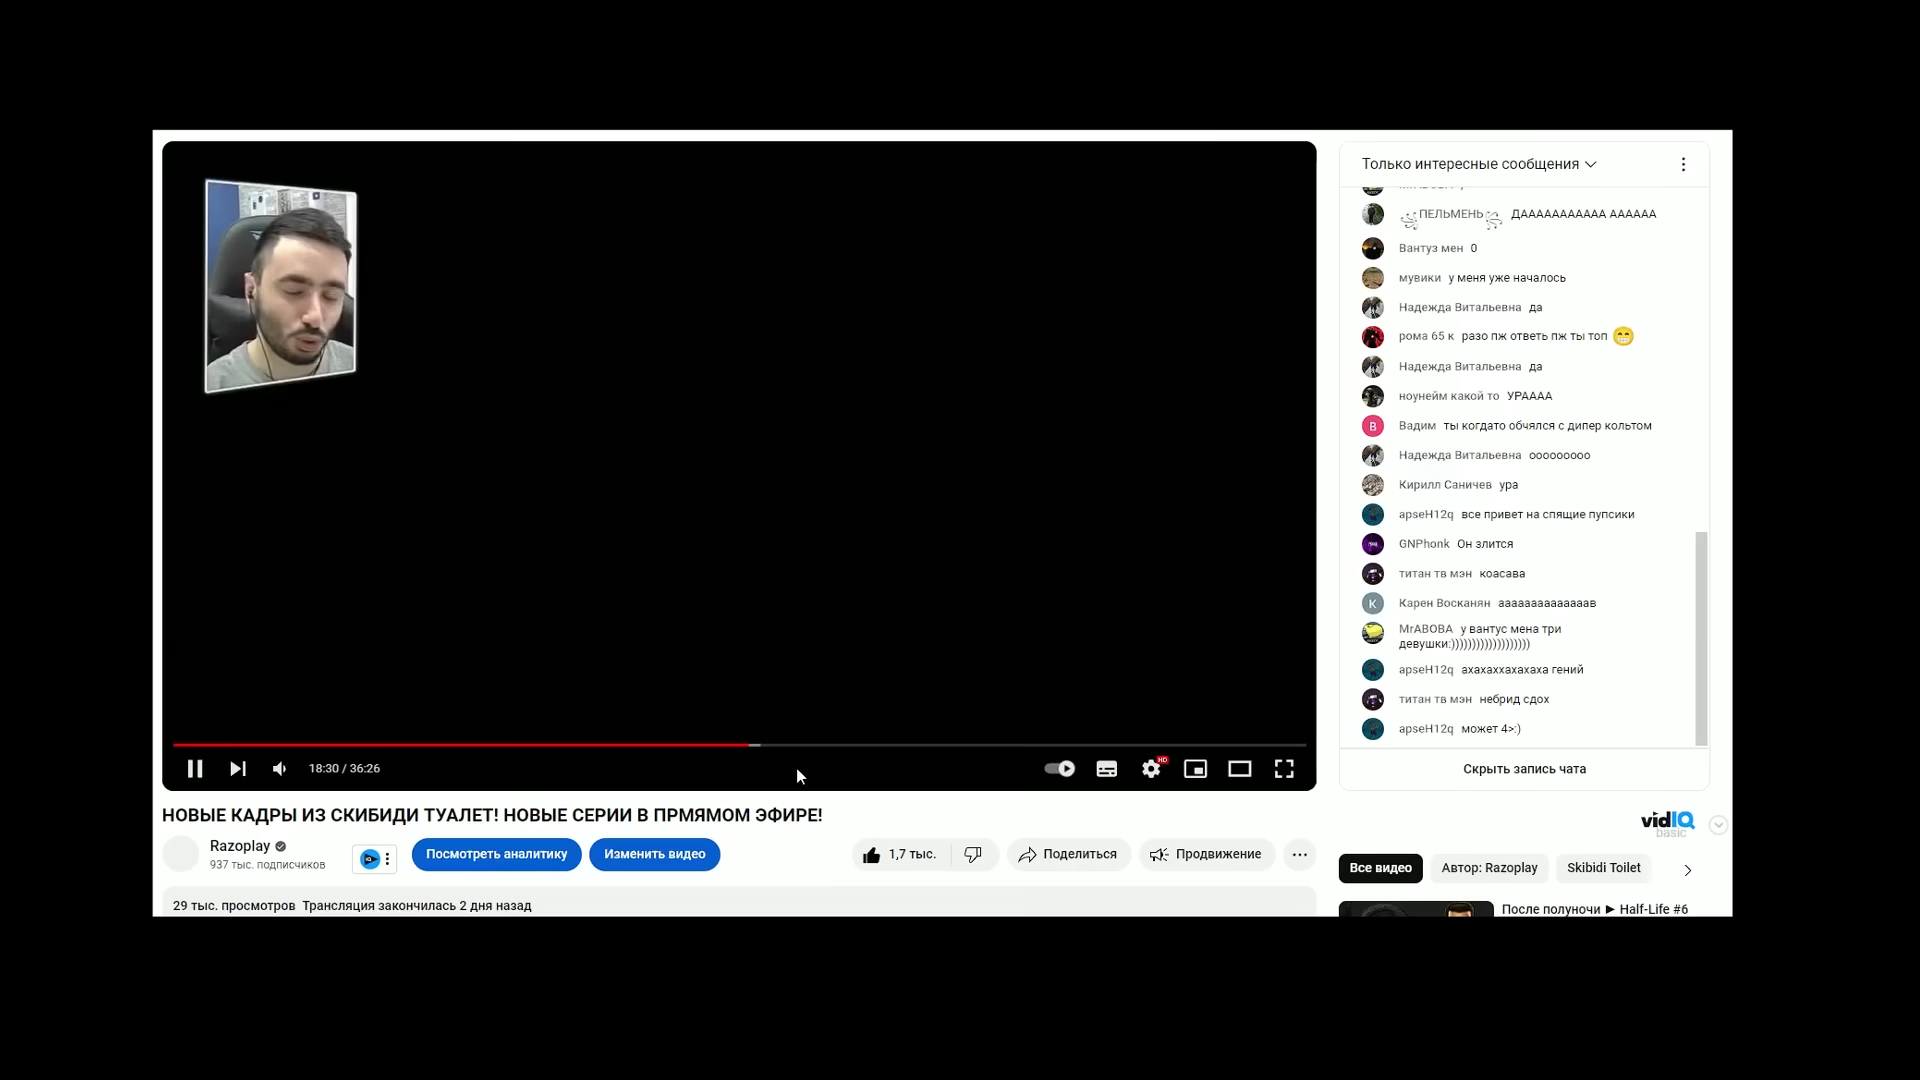 Только интересные сообщения
꧁ПЕЛЬМЕНЬ꧂ ДААААААААААА АААААА
Вантуз мен 0
мувики у меня уже началось
Надежда Витальевна да
рома 65 к разо пж ответь пж ты топ 😁
Надежда Витальевна да
ноунейм какой то УРАААА
В
Вадим ты когдато обчялся с дипер кольтом
Надежда Витальевна ооооооооо
Кирилл Саничев ура
apseH12q все привет на спящие пупсики
GNPhonk Он злится
титан тв мэн коасава
К
Карен Восканян аааааааааааааав
MrABOBA у вантус мена три
девушки:)))))))))))))))))))
apseH12q ахахаххахахаха гений
титан тв мэн небрид сдох
apseH12q может 4>:)
Скрыть запись чата
HD
18:30 / 36:26
НОВЫЕ КАДРЫ ИЗ СКИБИДИ ТУАЛЕТ! НОВЫЕ СЕРИИ В ПРМЯМОМ ЭФИРЕ!
Razoplay
937 тыс. подписчиков
Посмотреть аналитику
Изменить видео
1,7 тыс.
Поделиться
Продвижение
29 тыс. просмотров Трансляция закончилась 2 дня назад
vidIQ
basic
Все видео
Автор: Razoplay
Skibidi Toilet
После полуночи ► Half-Life #6